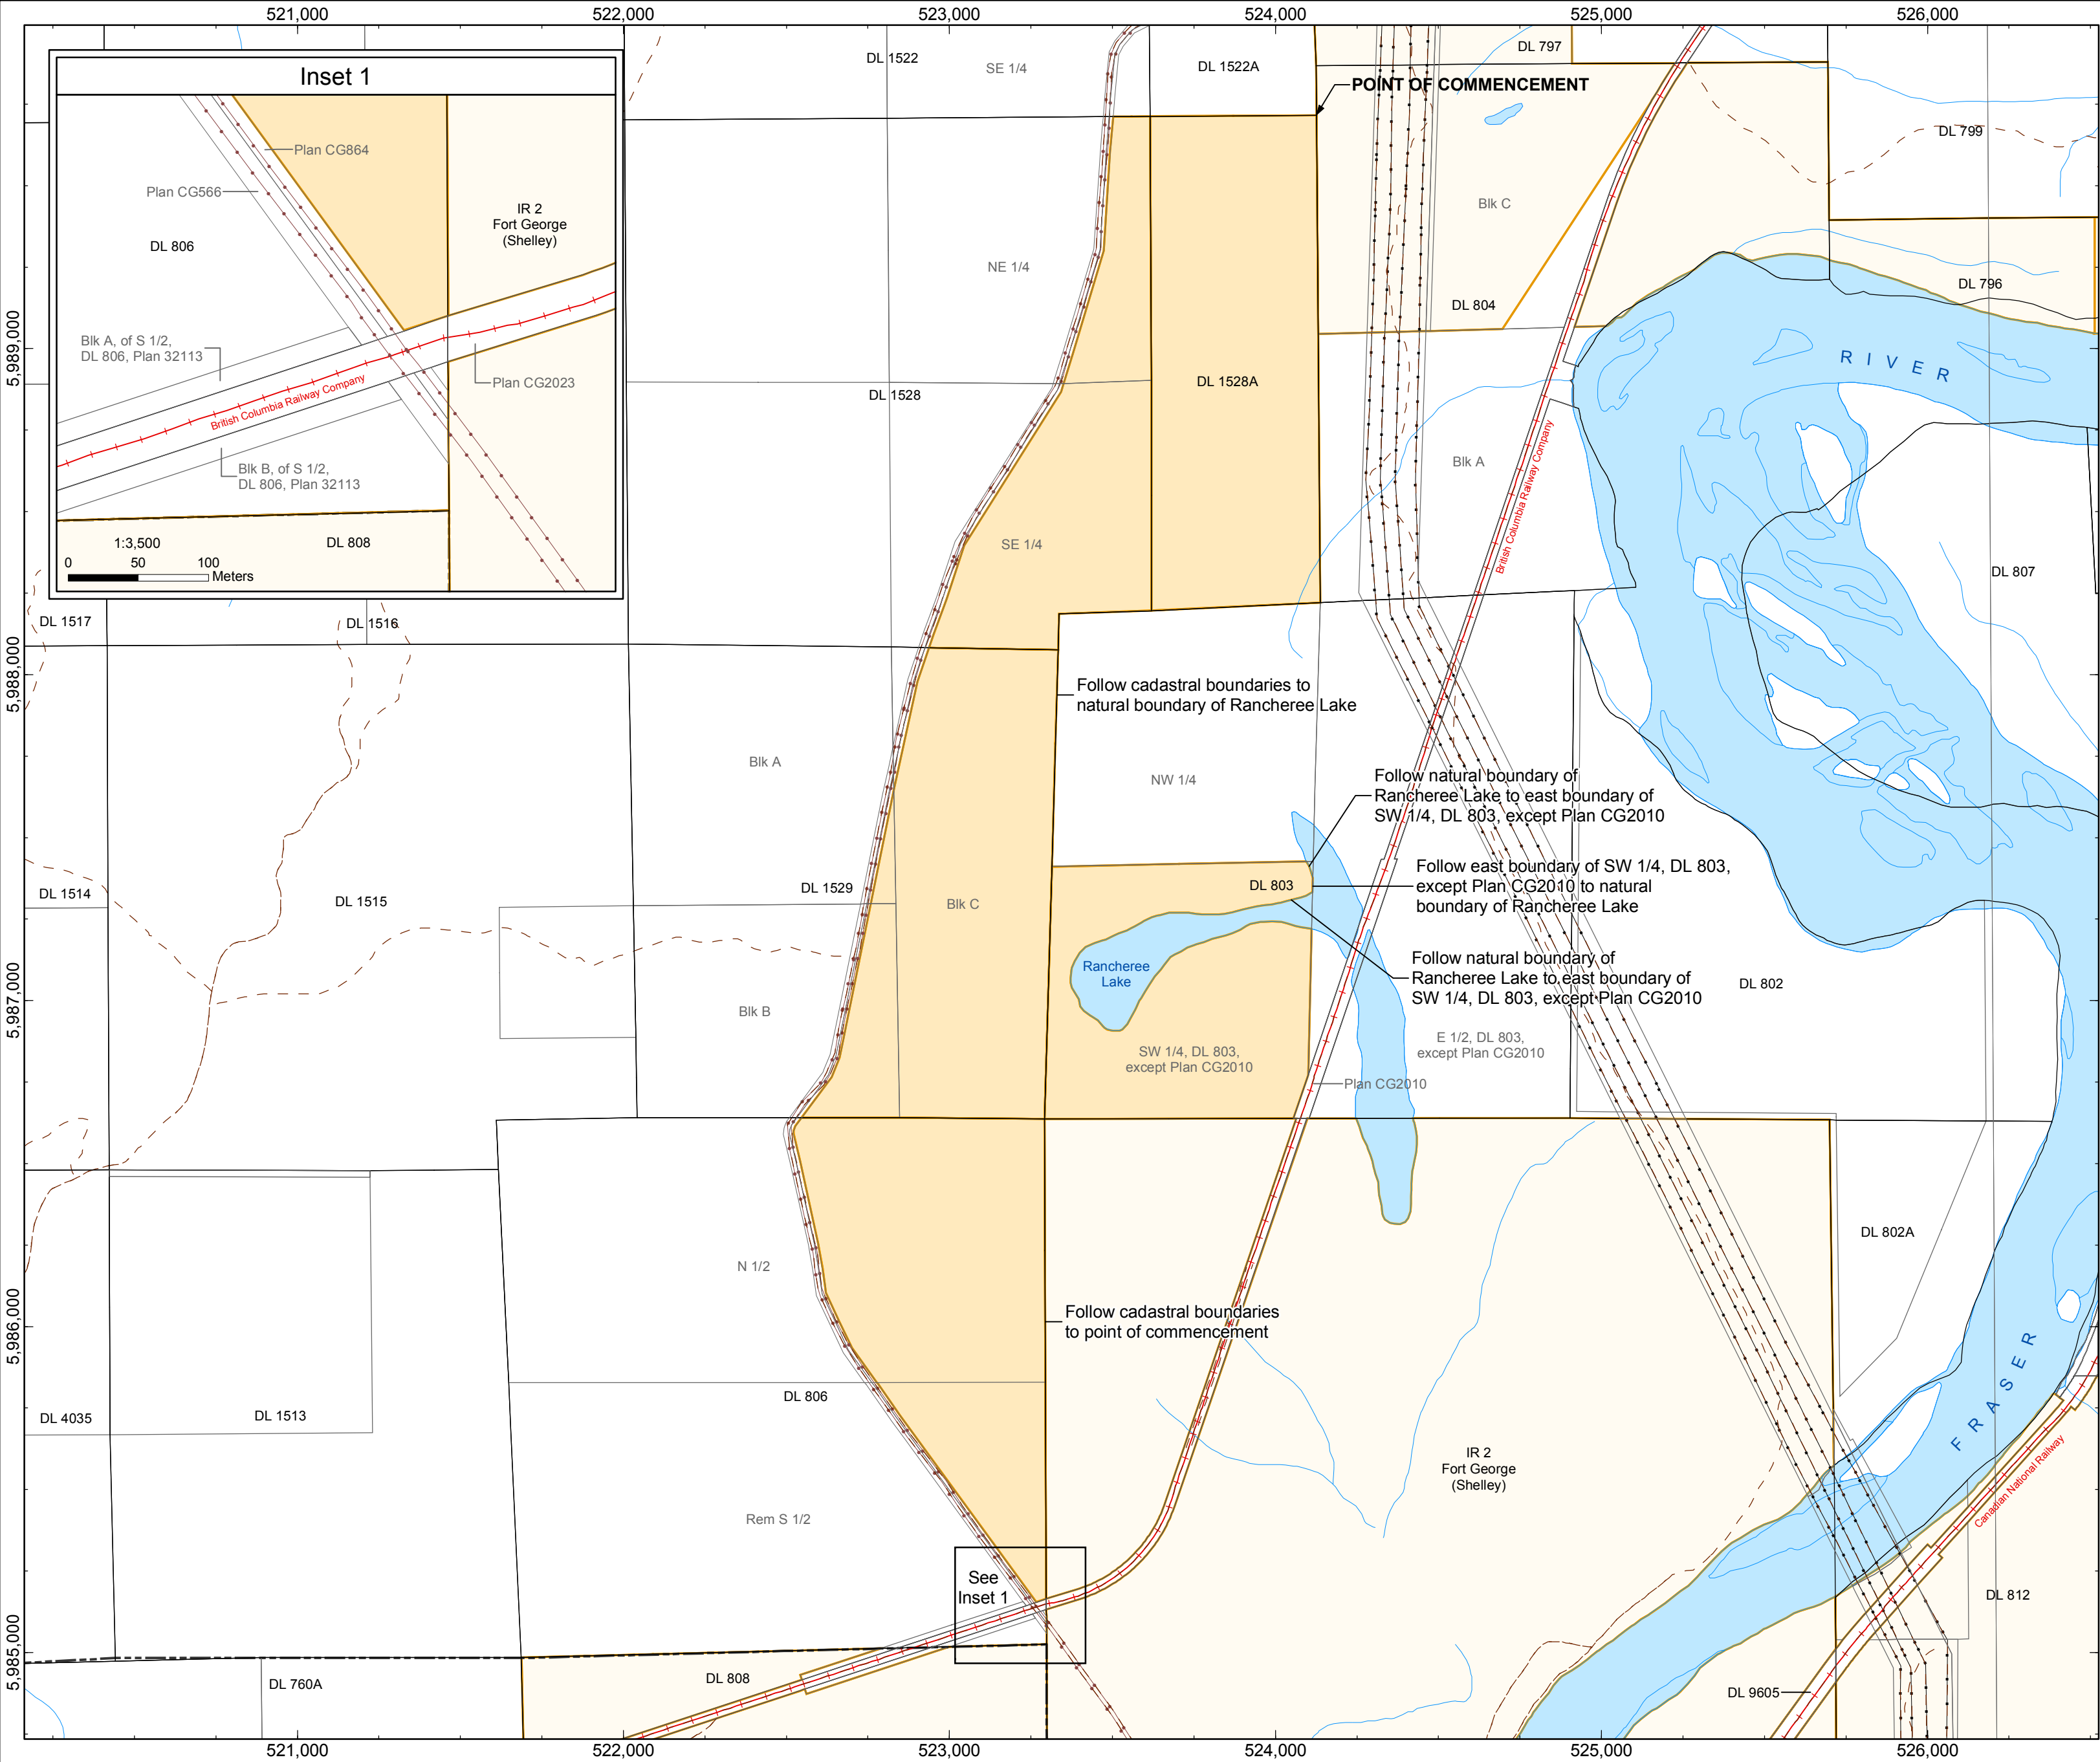 521,000
522,000
523,000
524,000
525,000
526,000
Inset 1
Plan CG864
Plan CG566
IR 2
Fort George
(Shelley)
DL 806
Blk A, of S 1/2,
DL 806, Plan 32113
British Columbia Railway Company
Plan CG2023
Blk B, of S 1/2,
DL 806, Plan 32113
DL 808
1:3,500
0
50
100
Meters
DL 1522
SE 1/4
DL 1522A
DL 797
POINT OF COMMENCEMENT
DL 799
Blk C
NE 1/4
DL 804
DL 796
5,989,000
RIVER
DL 1528
DL 1528A
Blk A
British Columbia Railway Company
SE 1/4
DL 807
DL 1517
DL 1516
5,988,000
Follow cadastral boundaries to
natural boundary of Rancheree Lake
Blk A
NW 1/4
Follow natural boundary of
Rancheree Lake to east boundary of
SW 1/4, DL 803, except Plan CG2010
DL 1514
DL 1515
DL 1529
Blk C
DL 803
Follow east boundary of SW 1/4, DL 803,
except Plan CG2010 to natural
boundary of Rancheree Lake
5,987,000
Rancheree
Lake
Follow natural boundary of
Rancheree Lake to east boundary of
SW 1/4, DL 803, except Plan CG2010
DL 802
Blk B
SW 1/4, DL 803,
except Plan CG2010
E 1/2, DL 803,
except Plan CG2010
Plan CG2010
DL 802A
N 1/2
5,986,000
Follow cadastral boundaries
to point of commencement
FRASER
DL 806
DL 4035
DL 1513
IR 2
Fort George
(Shelley)
Canadian National Railway
Rem S 1/2
See
Inset 1
DL 812
5,985,000
DL 760A
DL 808
DL 9605
521,000
522,000
523,000
524,000
525,000
526,000